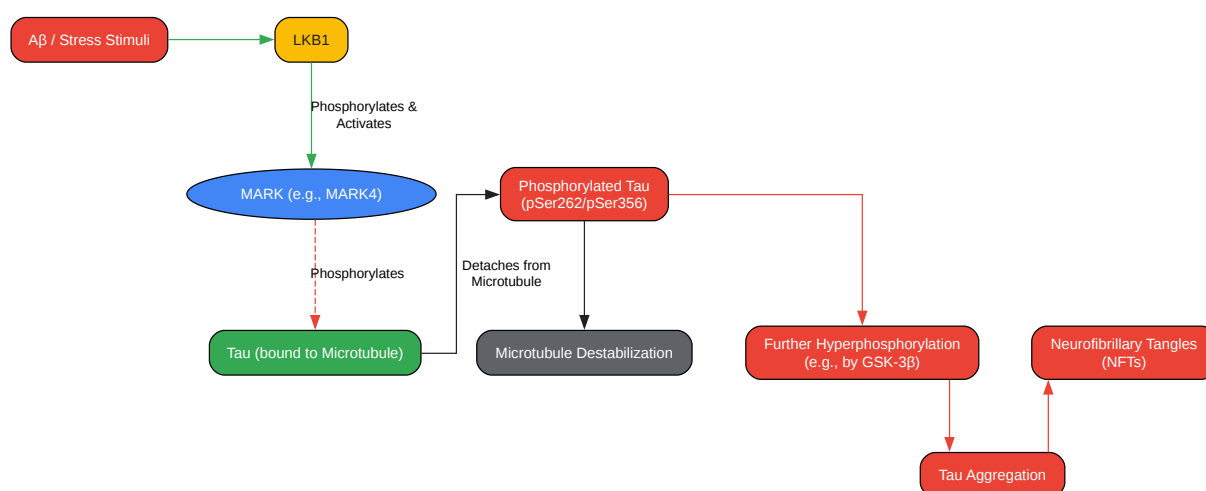 Aβ / Stress Stimuli
LKB1
Phosphorylates &
Activates
MARK (e.g., MARK4)
Phosphorylated Tau
(pSer262/pSer356)
Phosphorylates
Detaches from
Microtubule
Tau (bound to Microtubule)
Microtubule Destabilization
Further Hyperphosphorylation
(e.g., by GSK-3β)
Neurofibrillary Tangles
(NFTs)
Tau Aggregation